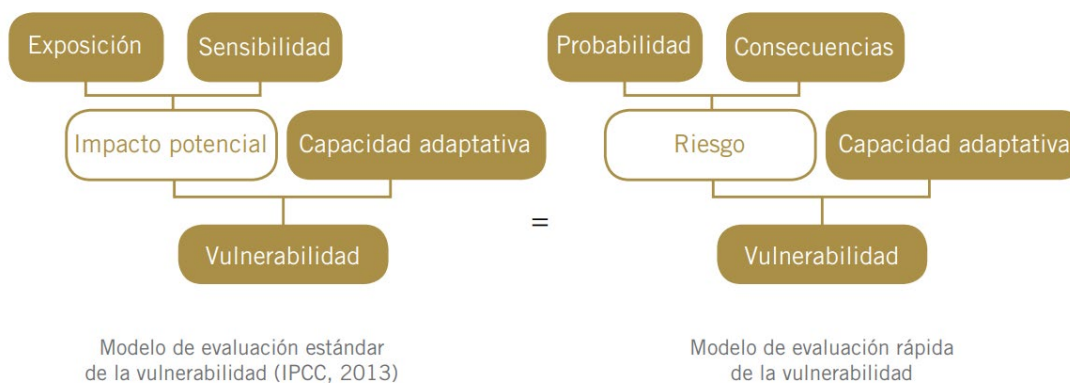 Exposición
Sensibilidad
Impacto potencial
Capacidad adaptativa
Vulnerabilidad
Modelo de evaluación estándar
de la vulnerabilidad (IPCC, 2013)
=
Probabilidad
Consecuencias
Riesgo
Capacidad adaptativa
Vulnerabilidad
Modelo de evaluación rápida
de la vulnerabilidad